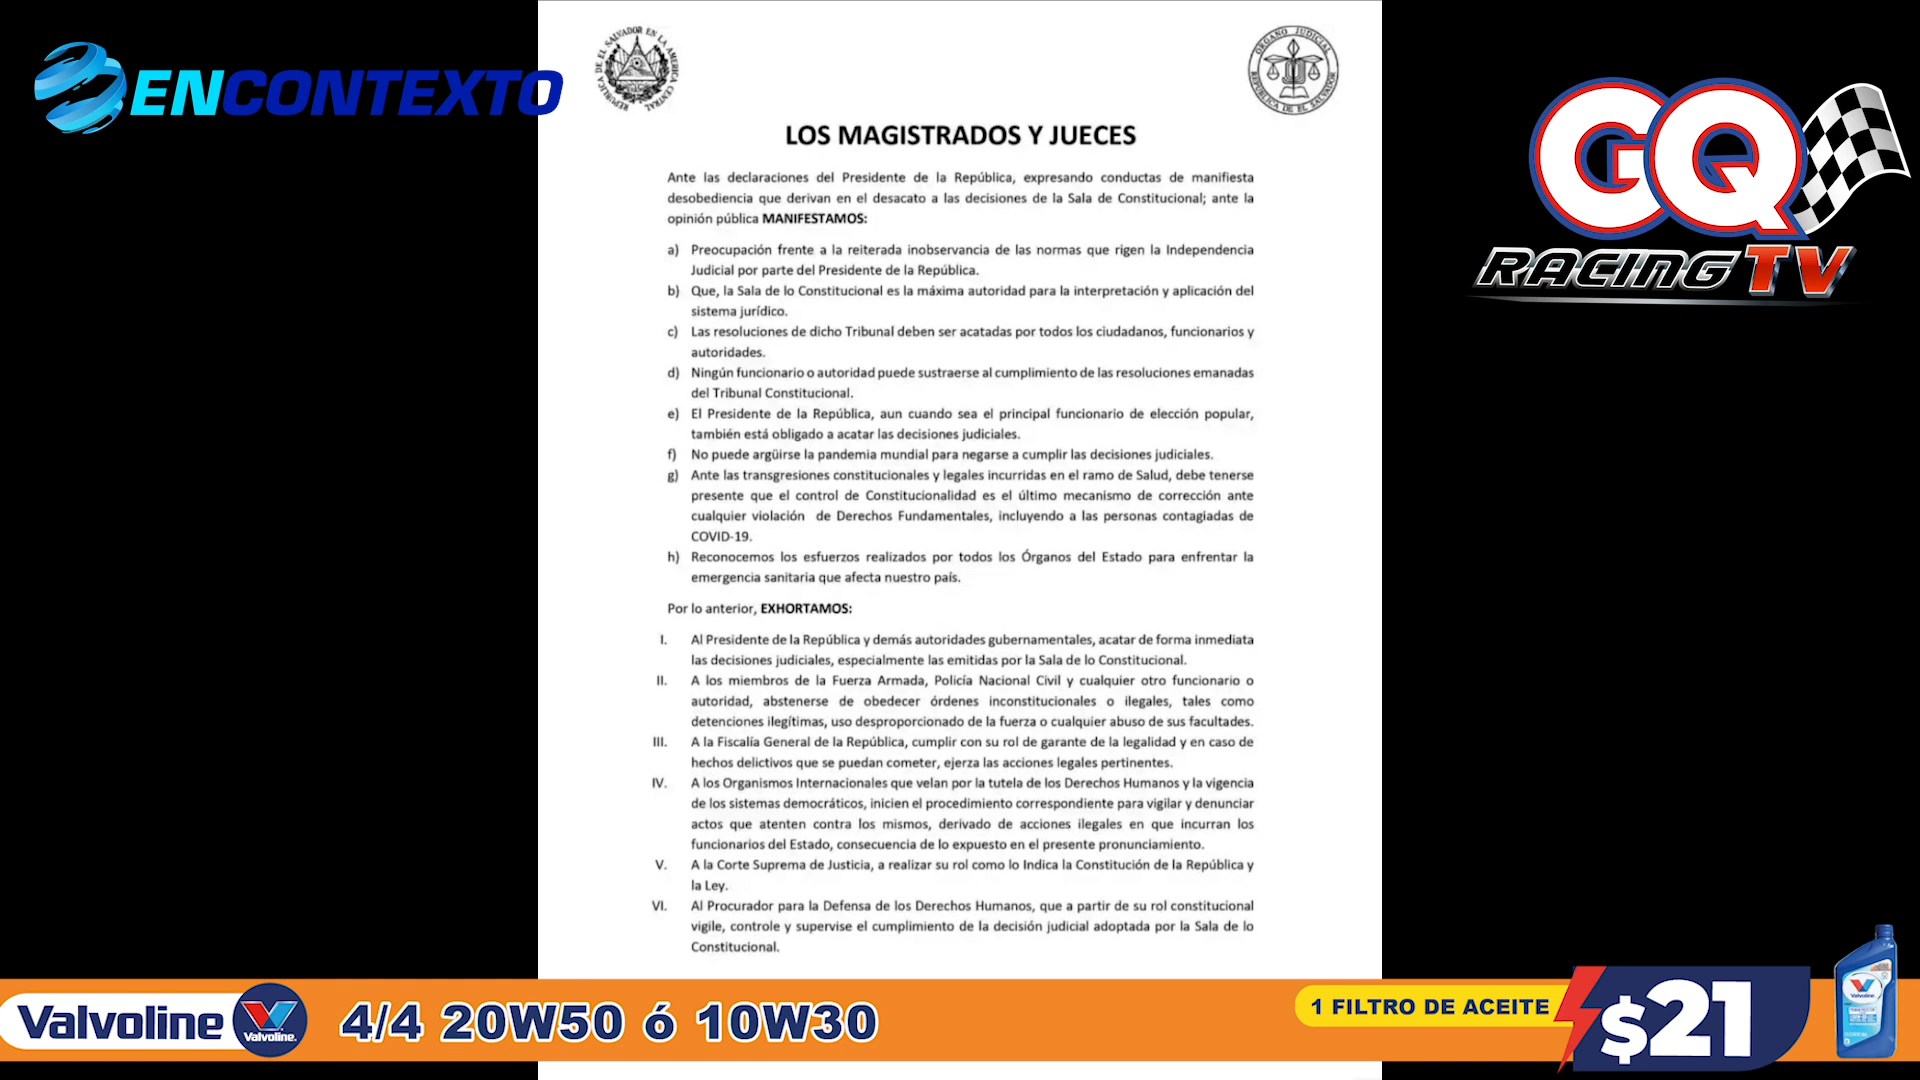 ENCONTEXTO
REPÚBLICA DE EL SALVADOR EN LA AMÉRICA CENTRAL
ÓRGANO JUDICIAL
REPÚBLICA DE EL SALVADOR
GQ
RACING TV
LOS MAGISTRADOS Y JUECES
Ante las declaraciones del Presidente de la República, expresando conductas de manifiesta
desobediencia que derivan en el desacato a las decisiones de la Sala de Constitucional; ante la
opinión pública MANIFESTAMOS:
a) Preocupación frente a la reiterada inobservancia de las normas que rigen la Independencia
Judicial por parte del Presidente de la República.
b) Que, la Sala de lo Constitucional es la máxima autoridad para la interpretación y aplicación del
sistema jurídico.
c) Las resoluciones de dicho Tribunal deben ser acatadas por todos los ciudadanos, funcionarios y
autoridades.
d) Ningún funcionario o autoridad puede sustraerse al cumplimiento de las resoluciones emanadas
del Tribunal Constitucional.
e) El Presidente de la República, aun cuando sea el principal funcionario de elección popular,
también está obligado a acatar las decisiones judiciales.
f) No puede argüirse la pandemia mundial para negarse a cumplir las decisiones judiciales.
g) Ante las transgresiones constitucionales y legales incurridas en el ramo de Salud, debe tenerse
presente que el control de Constitucionalidad es el último mecanismo de corrección ante
cualquier violación de Derechos Fundamentales, incluyendo a las personas contagiadas de
COVID-19.
h) Reconocemos los esfuerzos realizados por todos los Órganos del Estado para enfrentar la
emergencia sanitaria que afecta nuestro país.
Por lo anterior, EXHORTAMOS:
I. Al Presidente de la República y demás autoridades gubernamentales, acatar de forma inmediata
las decisiones judiciales, especialmente las emitidas por la Sala de lo Constitucional.
II. A los miembros de la Fuerza Armada, Policía Nacional Civil y cualquier otro funcionario o
autoridad, abstenerse de obedecer órdenes inconstitucionales o ilegales, tales como
detenciones ilegítimas, uso desproporcionado de la fuerza o cualquier abuso de sus facultades.
III. A la Fiscalía General de la República, cumplir con su rol de garante de la legalidad y en caso de
hechos delictivos que se puedan cometer, ejerza las acciones legales pertinentes.
IV. A los Organismos Internacionales que velan por la tutela de los Derechos Humanos y la vigencia
de los sistemas democráticos, inicien el procedimiento correspondiente para vigilar y denunciar
actos que atenten contra los mismos, derivado de acciones ilegales en que incurran los
funcionarios del Estado, consecuencia de lo expuesto en el presente pronunciamiento.
V. A la Corte Suprema de Justicia, a realizar su rol como lo Indica la Constitución de la República y
la Ley.
VI. Al Procurador para la Defensa de los Derechos Humanos, que a partir de su rol constitucional
vigile, controle y supervise el cumplimiento de la decisión judicial adoptada por la Sala de lo
Constitucional.
Valvoline
Valvoline.
4/4 20W50 ó 10W30
1 FILTRO DE ACEITE
$21
Valvoline